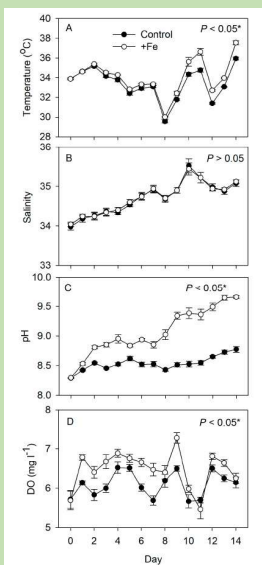 A
Control
+Fe
P < 0.05*
Temperature (°C)
40
38
36
34
32
30
28
B
P > 0.05
Salinity
36
35
34
33
C
P < 0.05*
pH
10.0
9.5
9.0
8.5
8.0
D
P < 0.05*
DO (mg l⁻¹)
8
7
6
5
0 2 4 6 8 10 12 14
Day